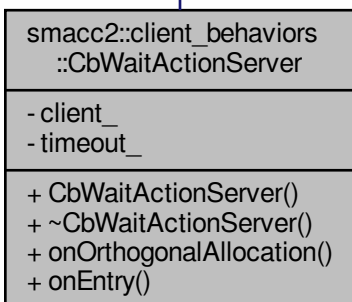 smacc2::client_behaviors
::CbWaitActionServer
- client_
- timeout_
+ CbWaitActionServer()
+ ~CbWaitActionServer()
+ onOrthogonalAllocation()
+ onEntry()